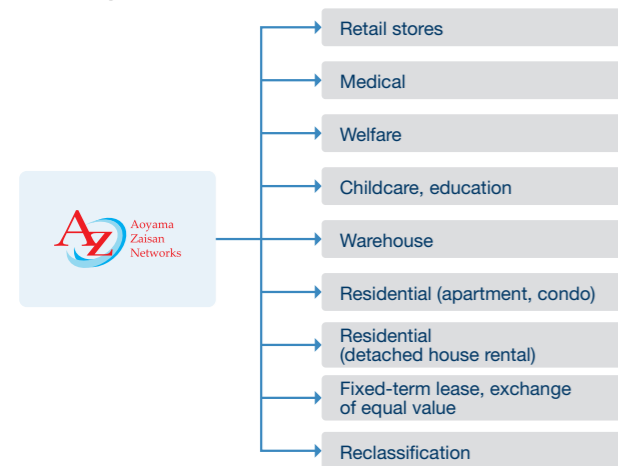 Retail stores
Medical
Welfare
Childcare, education
AZ
Aoyama
Zaisan
Networks
Warehouse
Residential (apartment, condo)
Residential
(detached house rental)
Fixed-term lease, exchange
of equal value
Reclassification